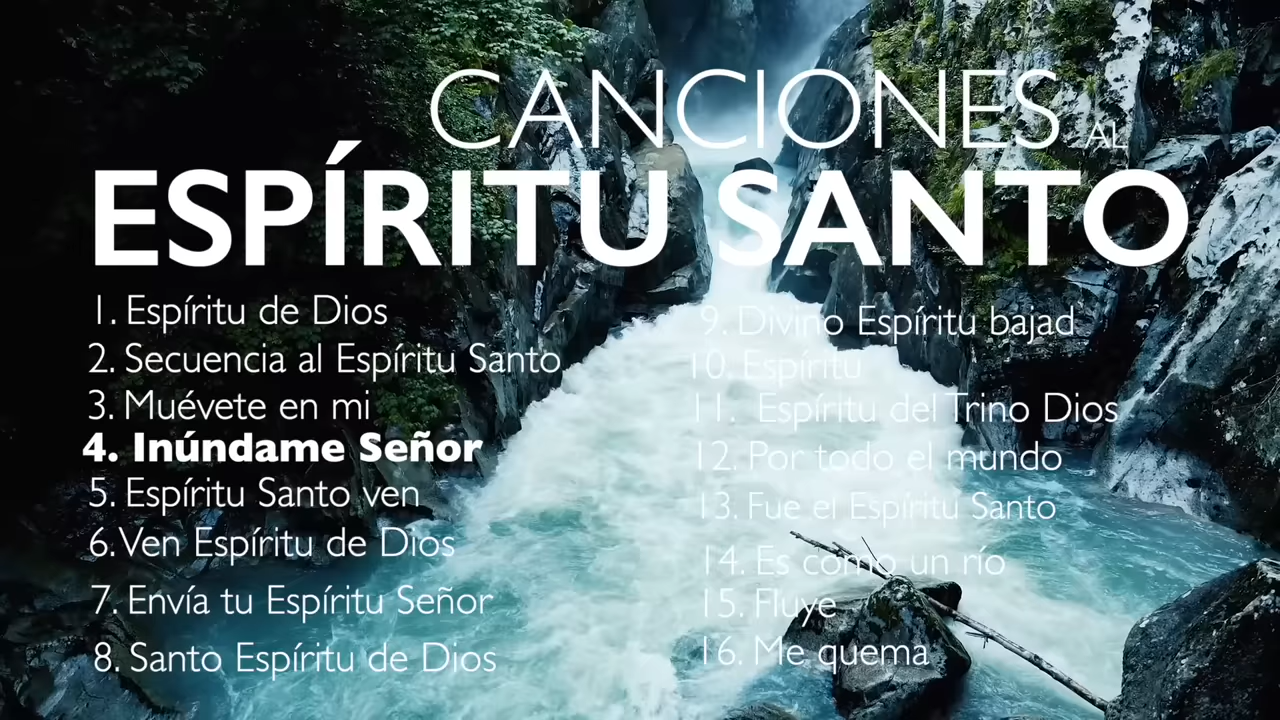 CANCIONES AL
ESPÍRITU SANTO
1. Espíritu de Dios
2. Secuencia al Espíritu Santo
3. Muévete en mi
4. Inúndame Señor
5. Espíritu Santo ven
6. Ven Espíritu de Dios
7. Envía tu Espíritu Señor
8. Santo Espíritu de Dios
9. Divino Espíritu bajad
10. Espíritu
11. Espíritu del Trino Dios
12. Por todo el mundo
13. Fue el Espíritu Santo
14. Es como un río
15. Fluye
16. Me quema